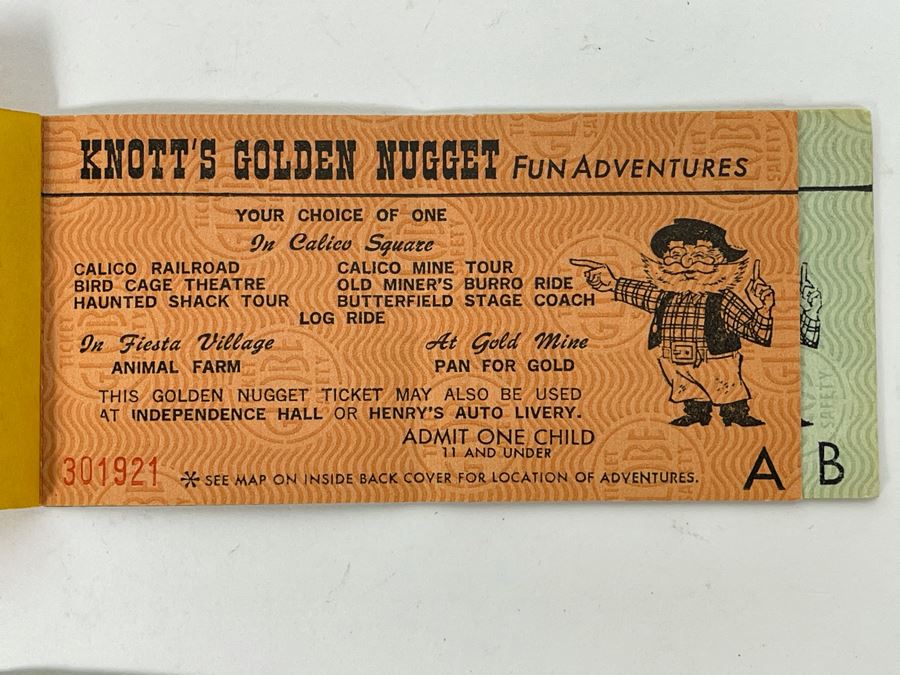 KNOTT'S GOLDEN NUGGET FUN ADVENTURES
YOUR CHOICE OF ONE
In Calico Square
CALICO RAILROAD CALICO MINE TOUR
BIRD CAGE THEATRE OLD MINER'S BURRO RIDE
HAUNTED SHACK TOUR BUTTERFIELD STAGE COACH
LOG RIDE
In Fiesta Village At Gold Mine
ANIMAL FARM PAN FOR GOLD
THIS GOLDEN NUGGET TICKET MAY ALSO BE USED
AT INDEPENDENCE HALL OR HENRY'S AUTO LIVERY.
ADMIT ONE CHILD
11 AND UNDER
301921 * SEE MAP ON INSIDE BACK COVER FOR LOCATION OF ADVENTURES. A B